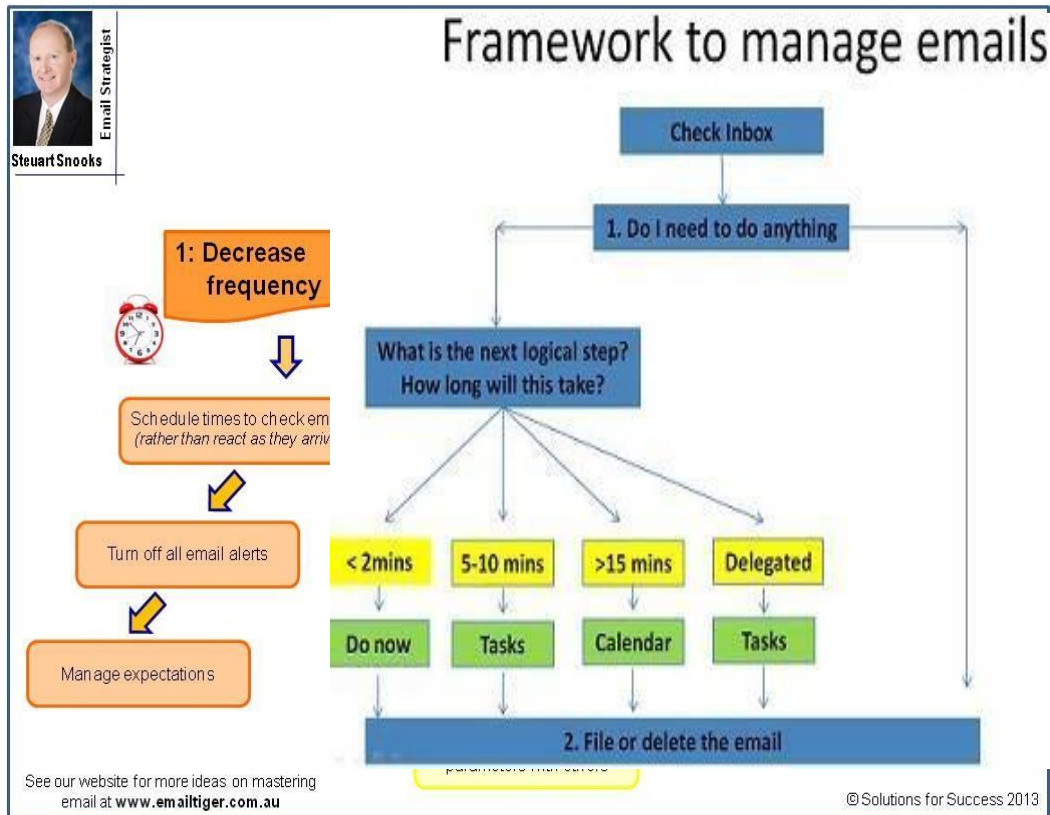 Framework to manage emails
Email Strategist
Steuart Snooks
Check Inbox
1. Do I need to do anything
1: Decrease
frequency
What is the next logical step?
How long will this take?
Schedule times to check em
(rather than react as they arriv
Turn off all email alerts
Manage expectations
< 2mins
5-10 mins
>15 mins
Delegated
Do now
Tasks
Calendar
Tasks
2. File or delete the email
parameters with others
See our website for more ideas on mastering
email at www.emailtiger.com.au
© Solutions for Success 2013